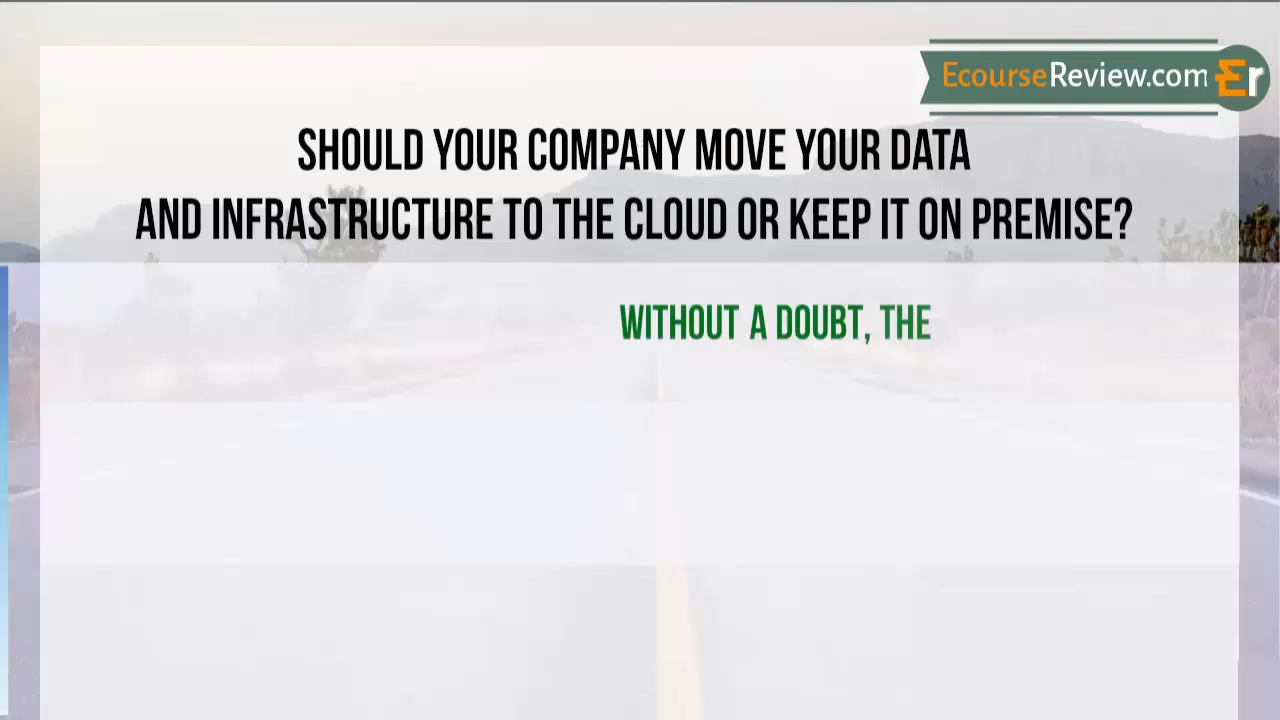 EcourseReview.com Er
SHOULD YOUR COMPANY MOVE YOUR DATA
AND INFRASTRUCTURE TO THE CLOUD OR KEEP IT ON PREMISE?
WITHOUT A DOUBT, THE